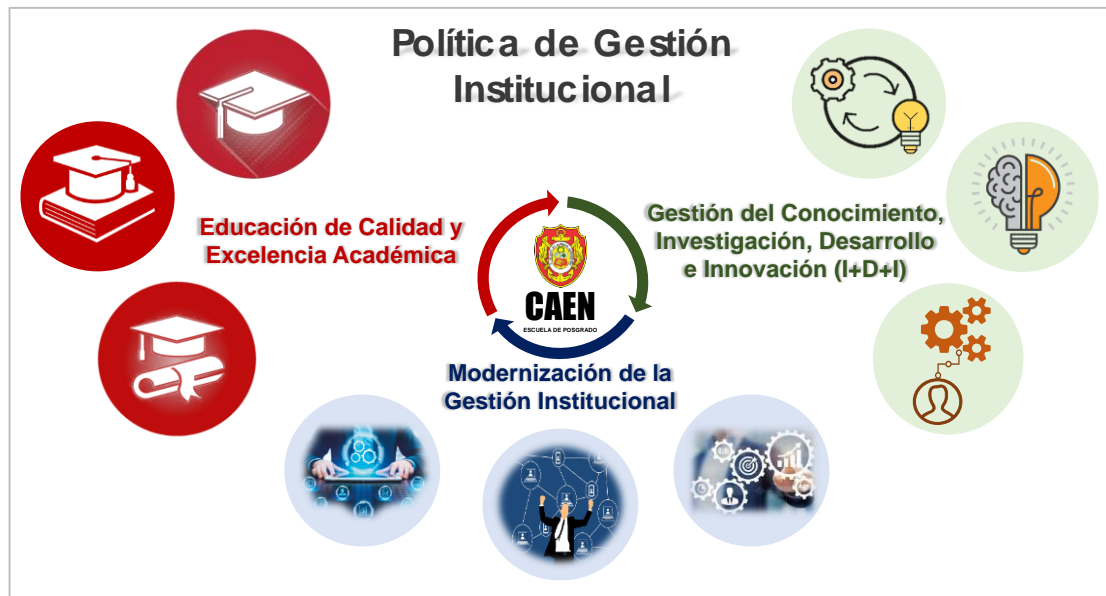 Política de Gestión
Institucional
Educación de Calidad y
Excelencia Académica
Gestión del Conocimiento,
Investigación, Desarrollo
e Innovación (I+D+I)
CAEN
ESCUELA DE POSGRADO
Modernización de la
Gestión Institucional